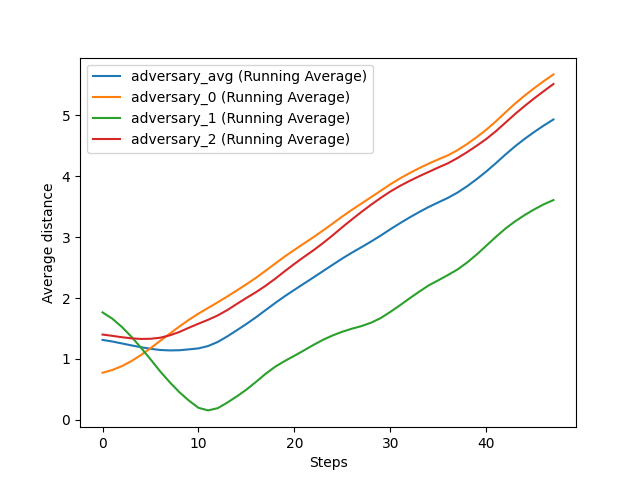 adversary_avg (Running Average)
adversary_0 (Running Average)
adversary_1 (Running Average)
adversary_2 (Running Average)
5
4
3
2
1
0
Average distance
0 10 20 30 40
Steps